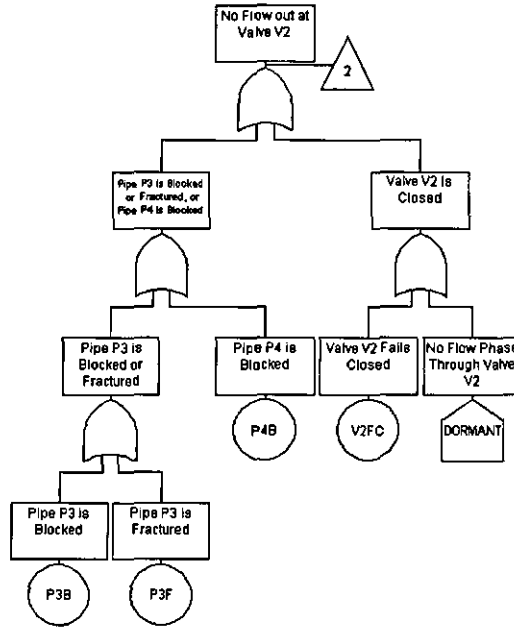 No Flow out at
Valve V2
2
Pipe P3 is Blocked
or Fractured, or
Pipe P4 is Blocked
Valve V2 is
Closed
Pipe P3 is
Blocked or
Fractured
Pipe P4 is
Blocked
Valve V2 Fails
Closed
No Flow Phase
Through Valve
V2
P4B
V2FC
DORMANT
Pipe P3 is
Blocked
Pipe P3 is
Fractured
P3B
P3F